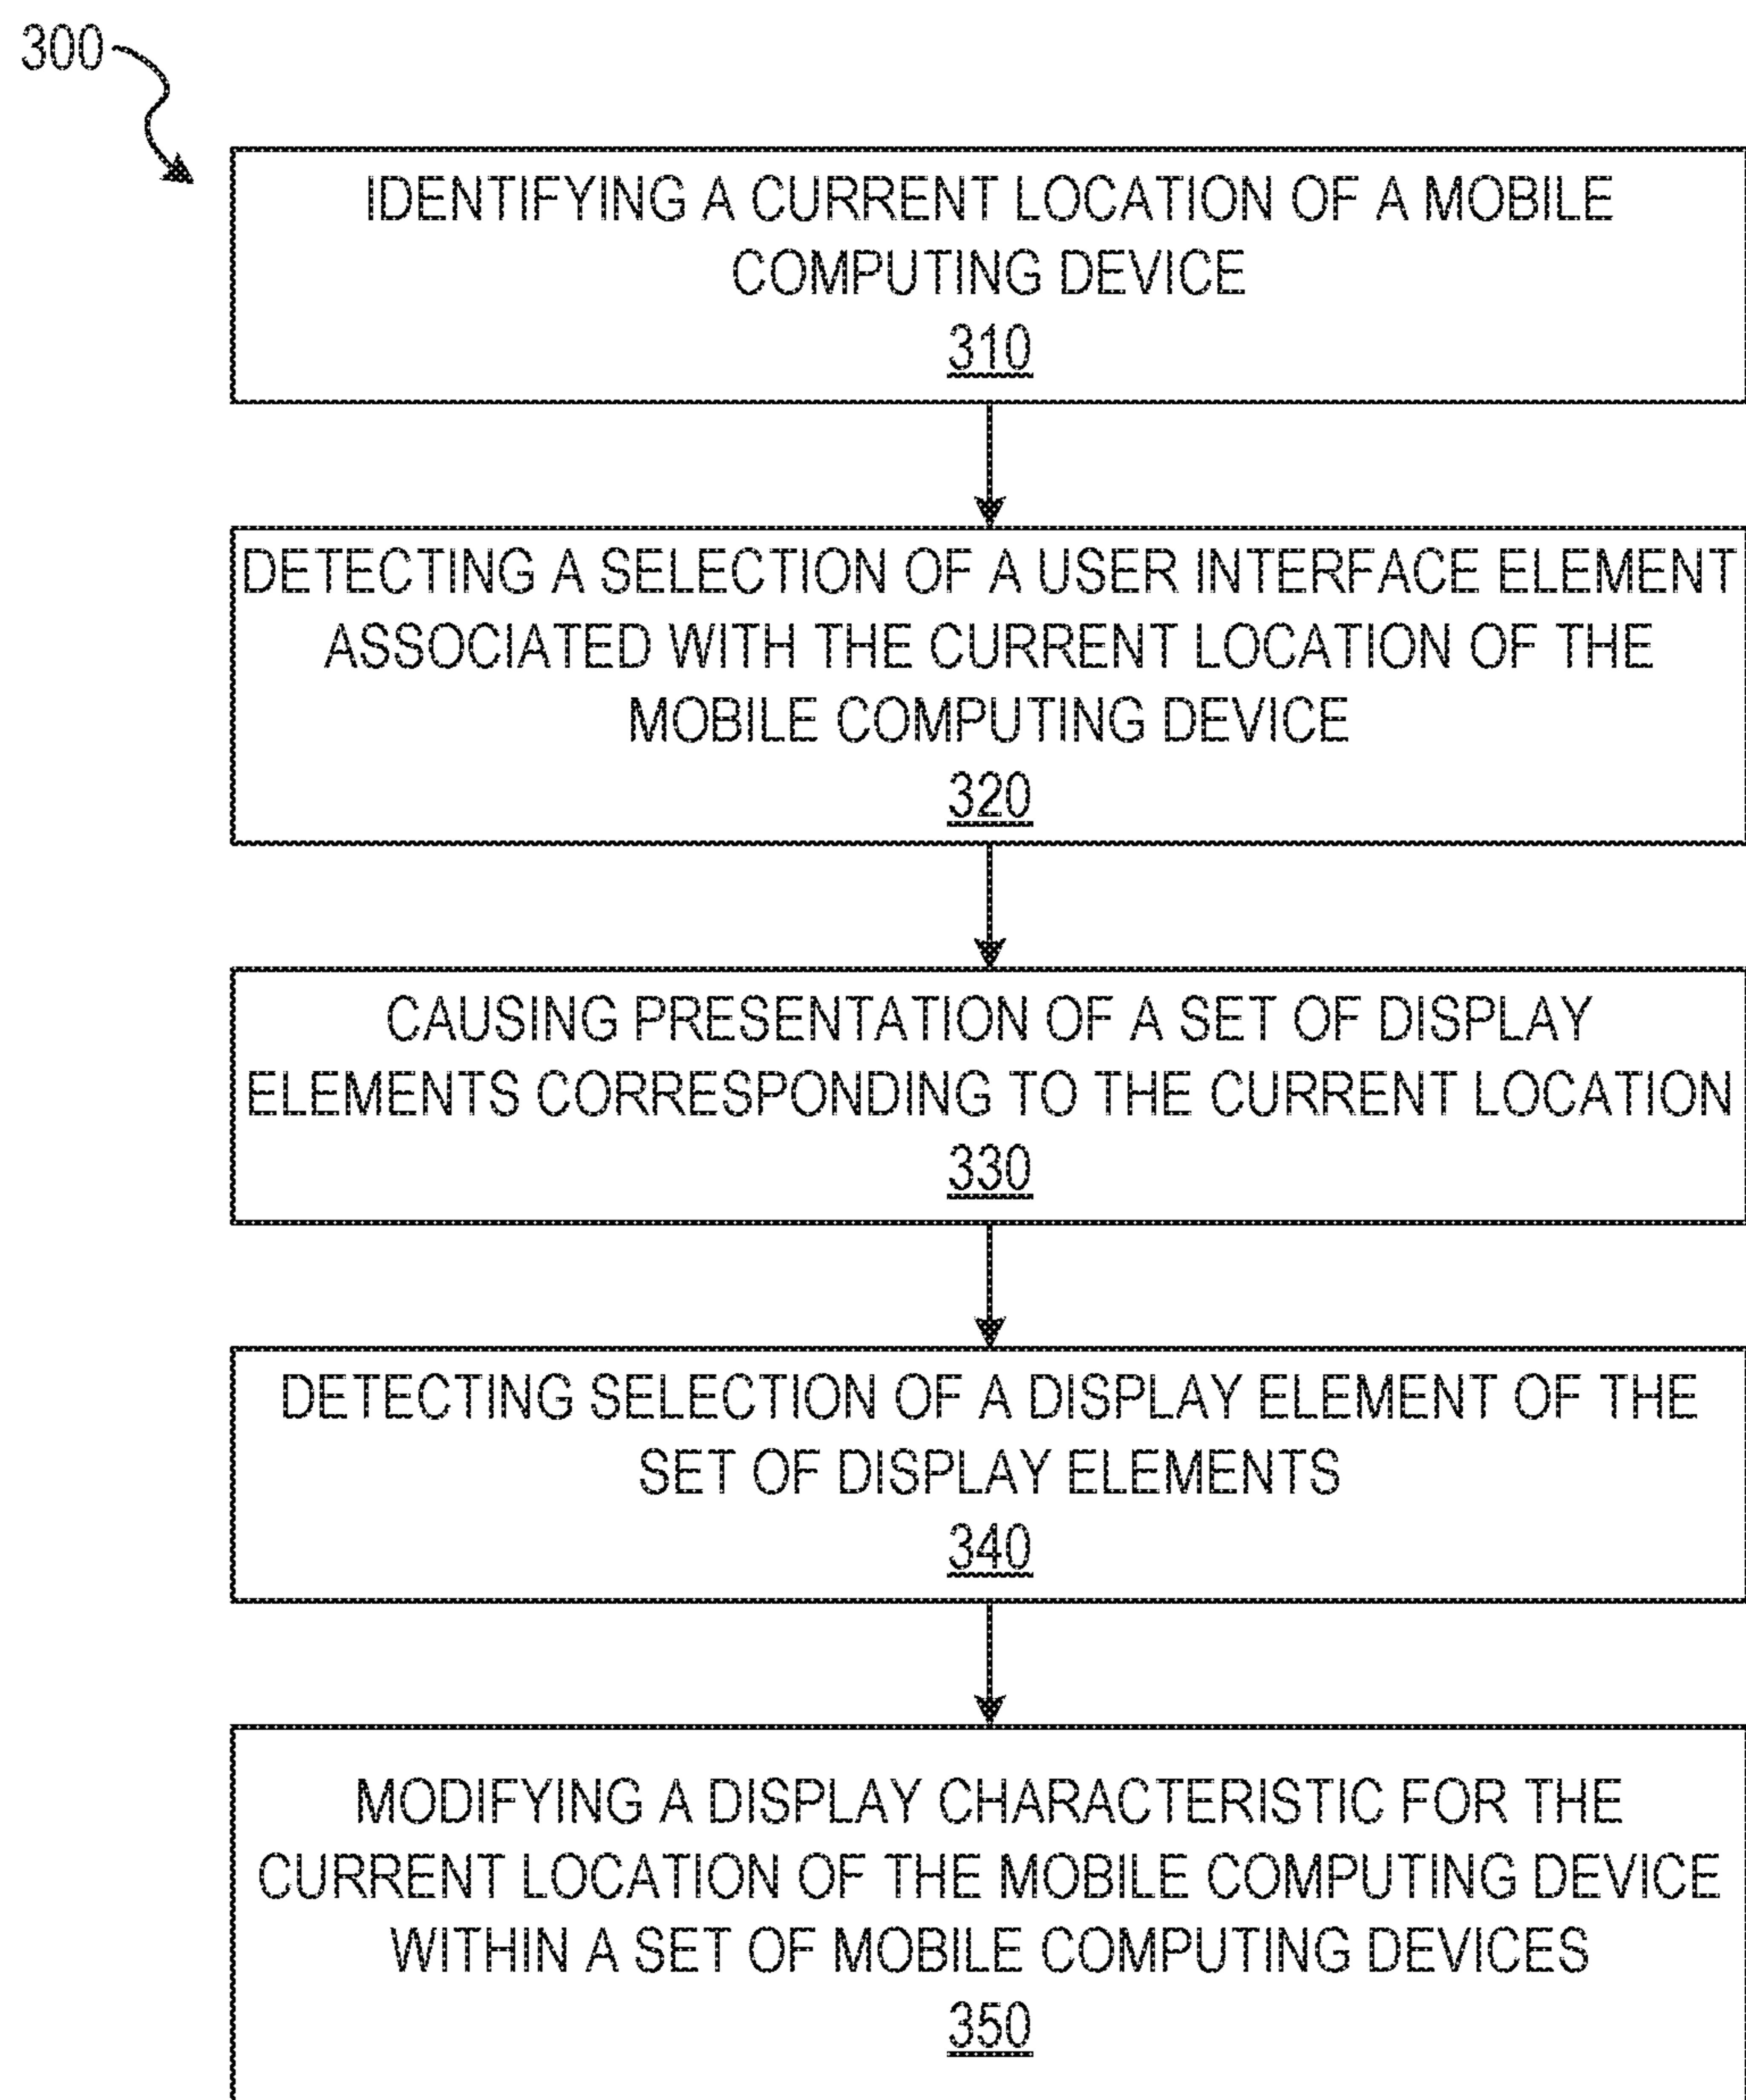 300
IDENTIFYING A CURRENT LOCATION OF A MOBILE
COMPUTING DEVICE
310
DETECTING A SELECTION OF A USER INTERFACE ELEMENT
ASSOCIATED WITH THE CURRENT LOCATION OF THE
MOBILE COMPUTING DEVICE
320
CAUSING PRESENTATION OF A SET OF DISPLAY
ELEMENTS CORRESPONDING TO THE CURRENT LOCATION
330
DETECTING SELECTION OF A DISPLAY ELEMENT OF THE
SET OF DISPLAY ELEMENTS
340
MODIFYING A DISPLAY CHARACTERISTIC FOR THE
CURRENT LOCATION OF THE MOBILE COMPUTING DEVICE
WITHIN A SET OF MOBILE COMPUTING DEVICES
350